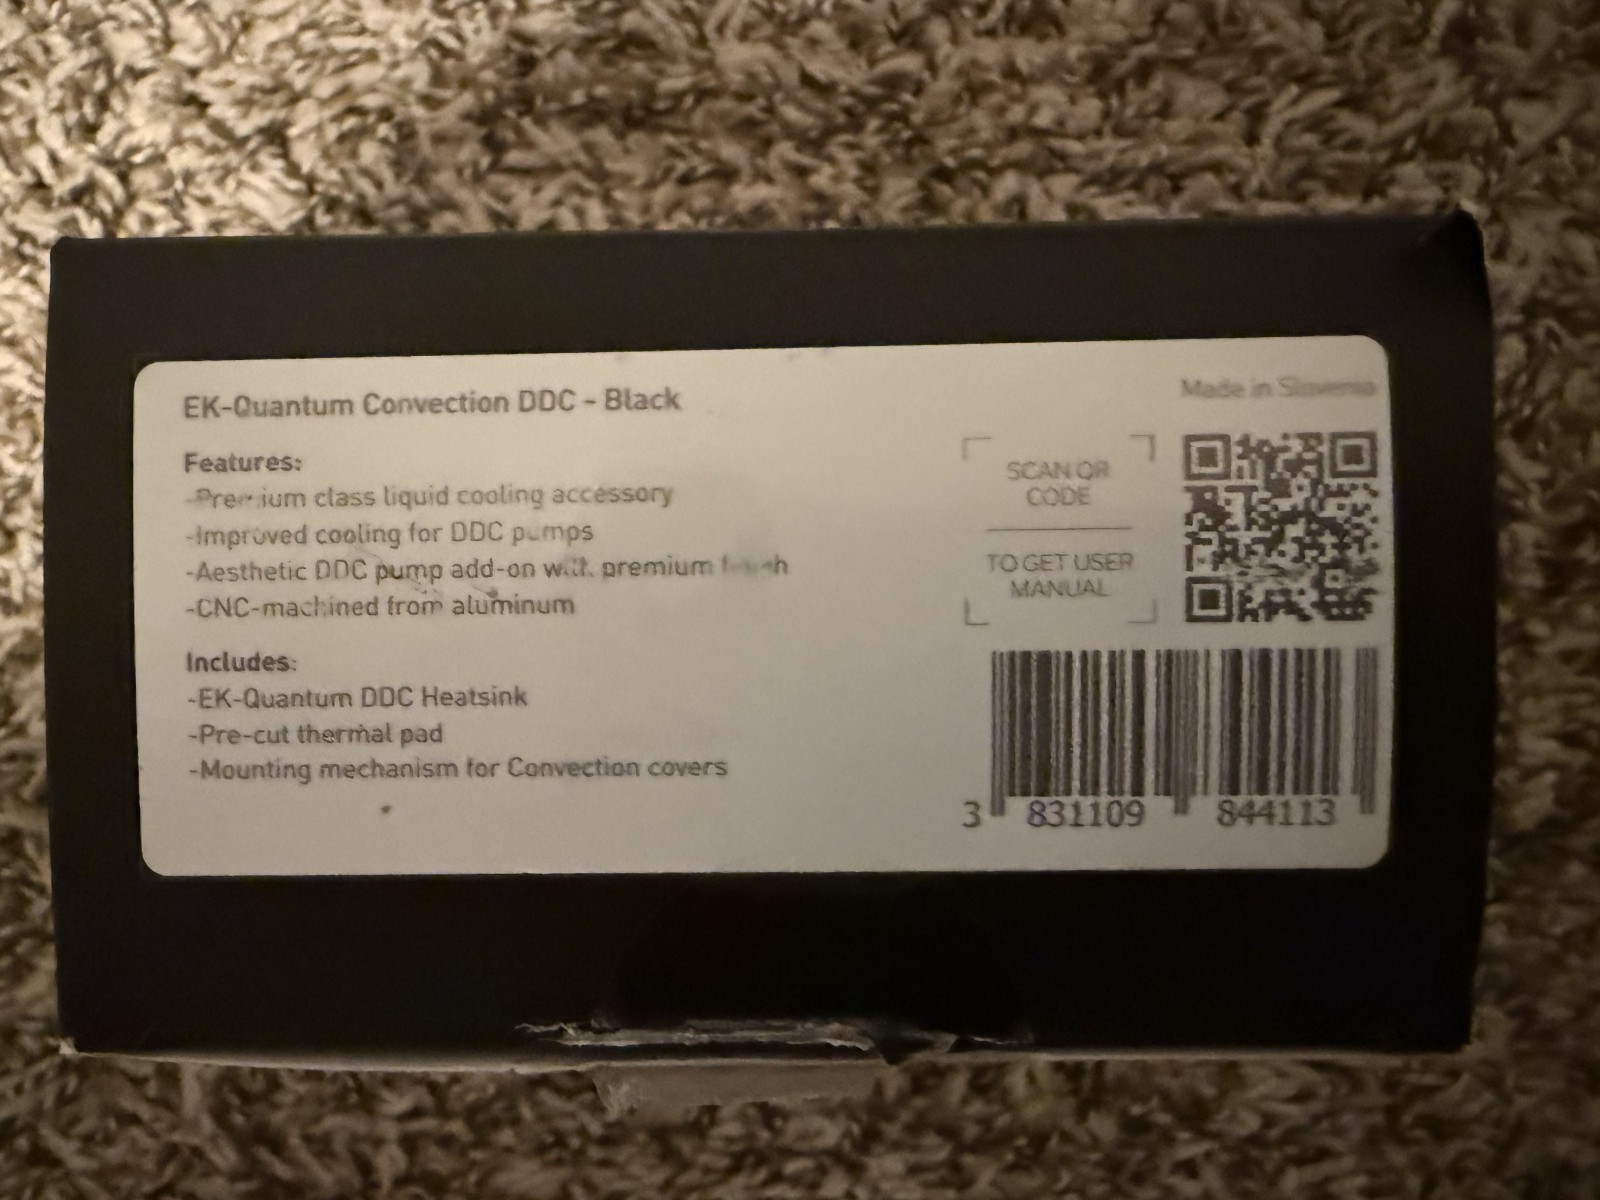 EK-Quantum Convection DDC - Black
Made in Slovenia
Features:
-Premium class liquid cooling accessory
-Improved cooling for DDC pumps
-Aesthetic DDC pump add-on with premium
-CNC-machined from aluminum
SCAN QR
CODE
TO GET USER
MANUAL
Includes:
-EK-Quantum DDC Heatsink
-Pre-cut thermal pad
-Mounting mechanism for Convection covers
3 831109 844113